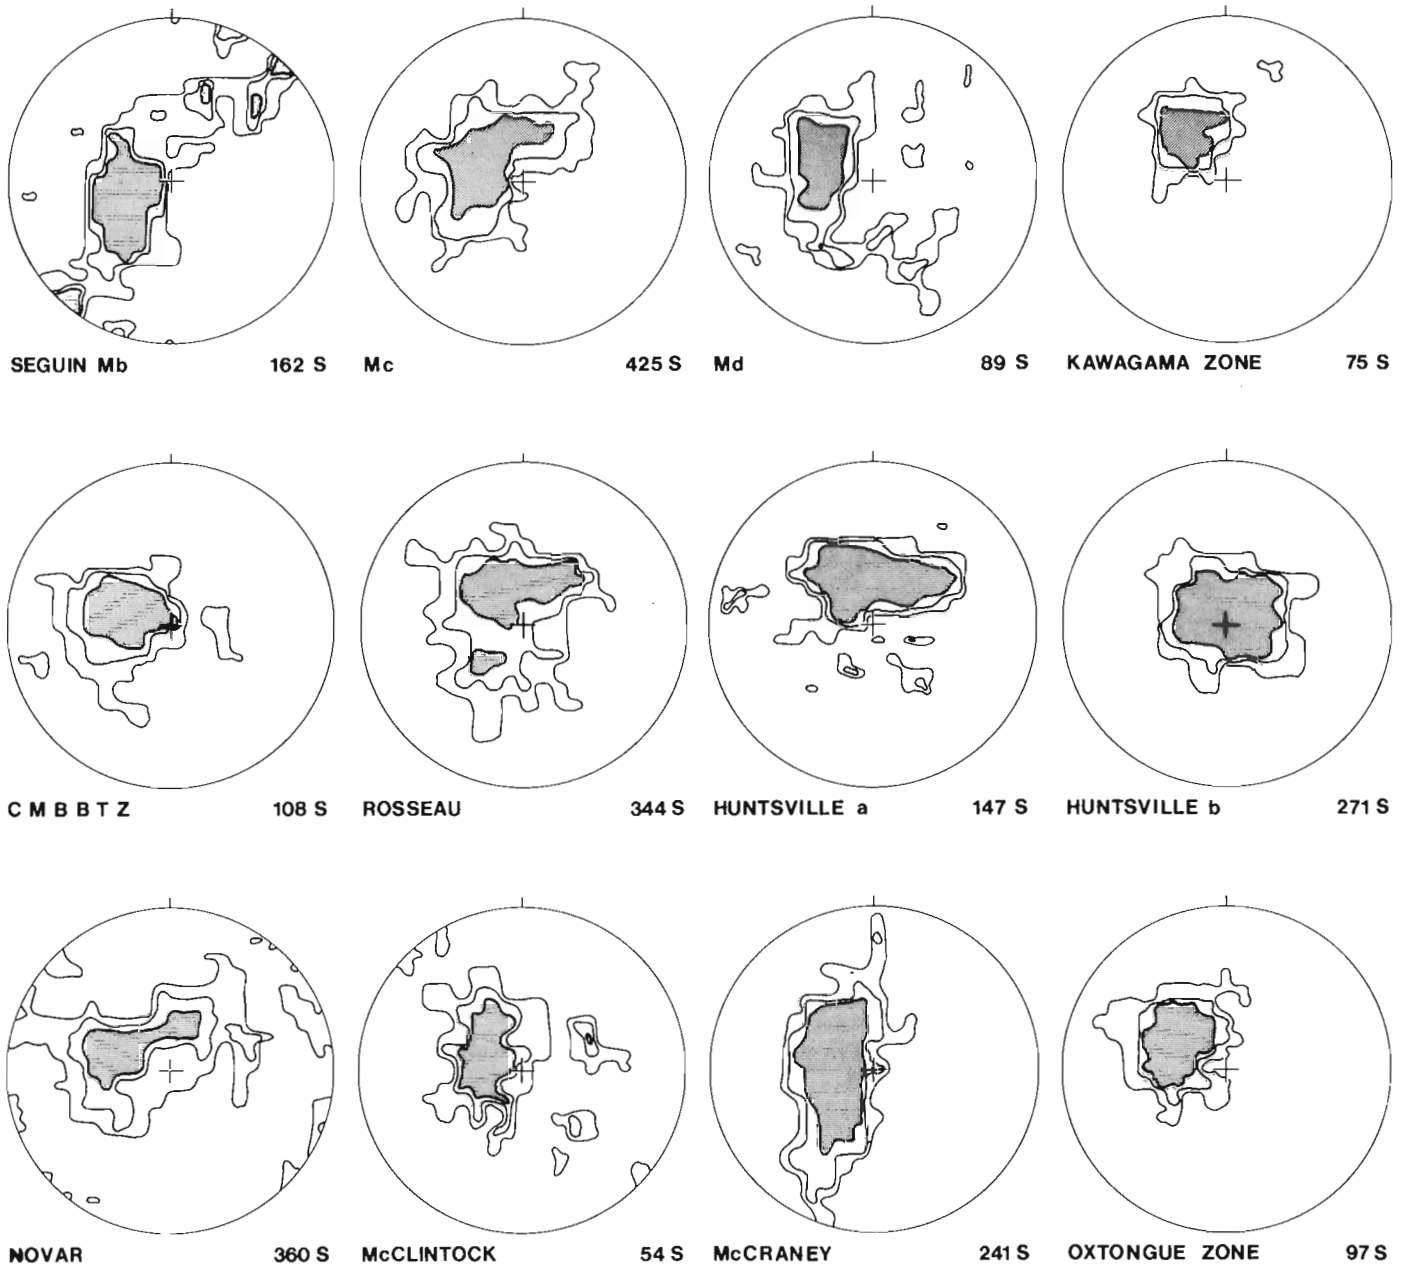 SEGUIN Mb 162 S Mc 425 S Md 89 S KAWAGAMA ZONE 75 S
C M B B T Z 108 S ROSSEAU 344 S HUNTSVILLE a 147 S HUNTSVILLE b 271 S
NOVAR 360 S McCLINTOCK 54 S McCRANEY 241 S OXTONGUE ZONE 97 S